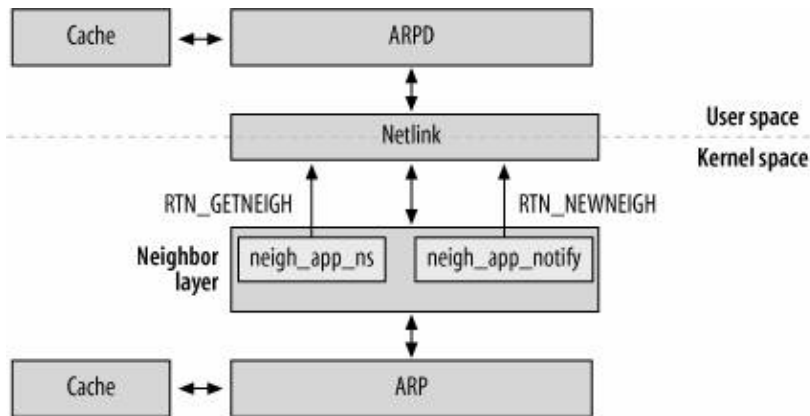 Cache
ARPD
User space
Netlink
Kernel space
RTN_GETNEIGH
RTN_NEWNEIGH
Neighbor
layer
neigh_app_ns
neigh_app_notify
Cache
ARP